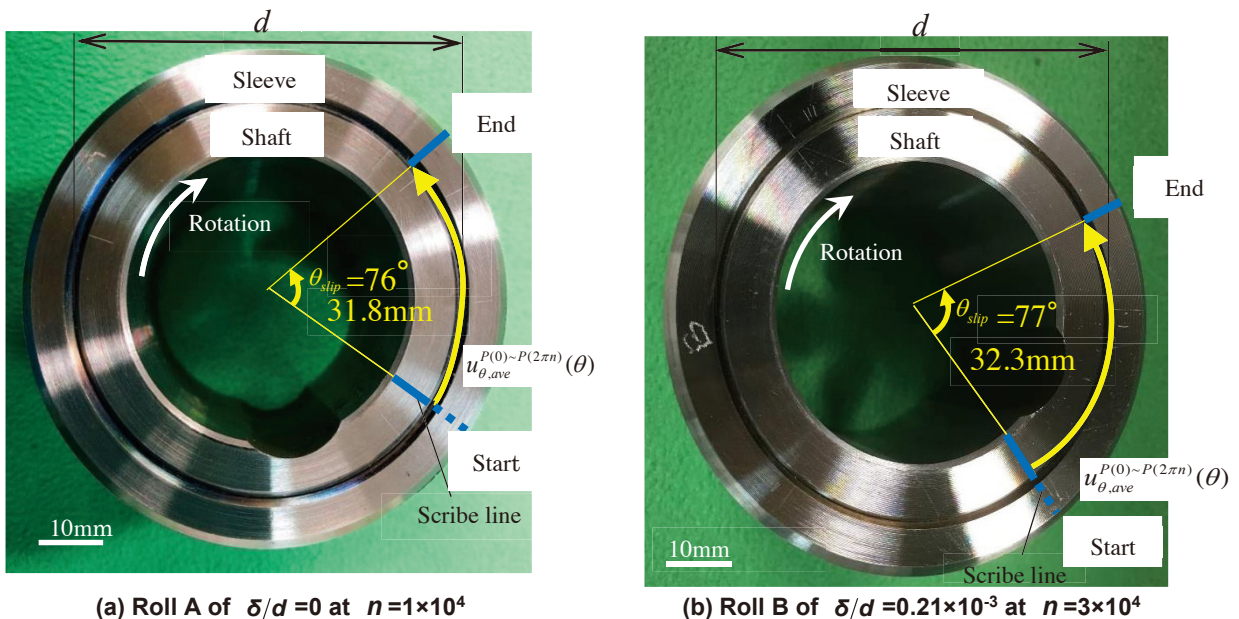 d
Sleeve
Shaft
End
Rotation
θslip =76°
31.8mm
u_{θ,ave}^{P(0)~P(2πn)}(θ)
Start
Scribe line
10mm
(a) Roll A of δ/d =0 at n =1×10⁴
d
Sleeve
Shaft
End
Rotation
θslip =77°
32.3mm
u_{θ,ave}^{P(0)~P(2πn)}(θ)
Start
Scribe line
10mm
(b) Roll B of δ/d =0.21×10⁻³ at n =3×10⁴